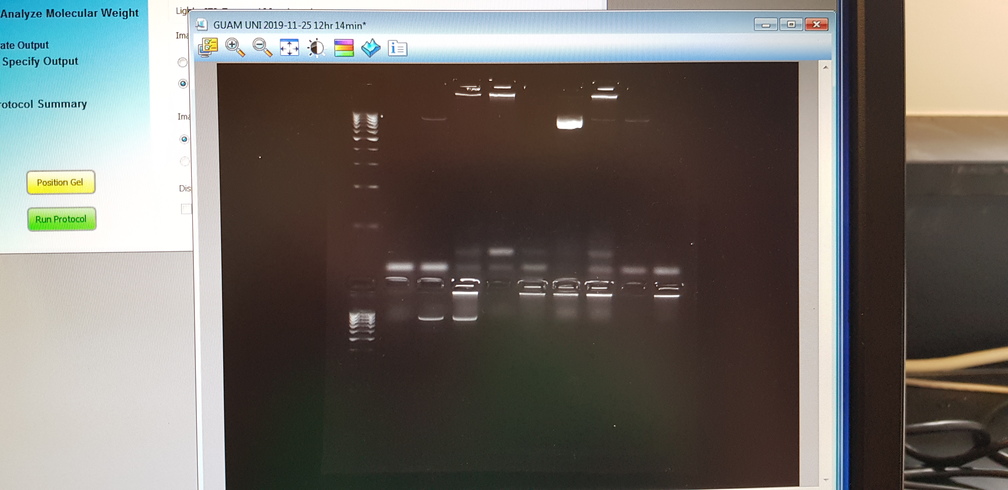 Analyze Molecular Weight
ate Output
Specify Output
otocol Summary
Position Gel
Run Protocol
Ima
Ima
Dis
GUAM UNI 2019-11-25 12hr 14min*